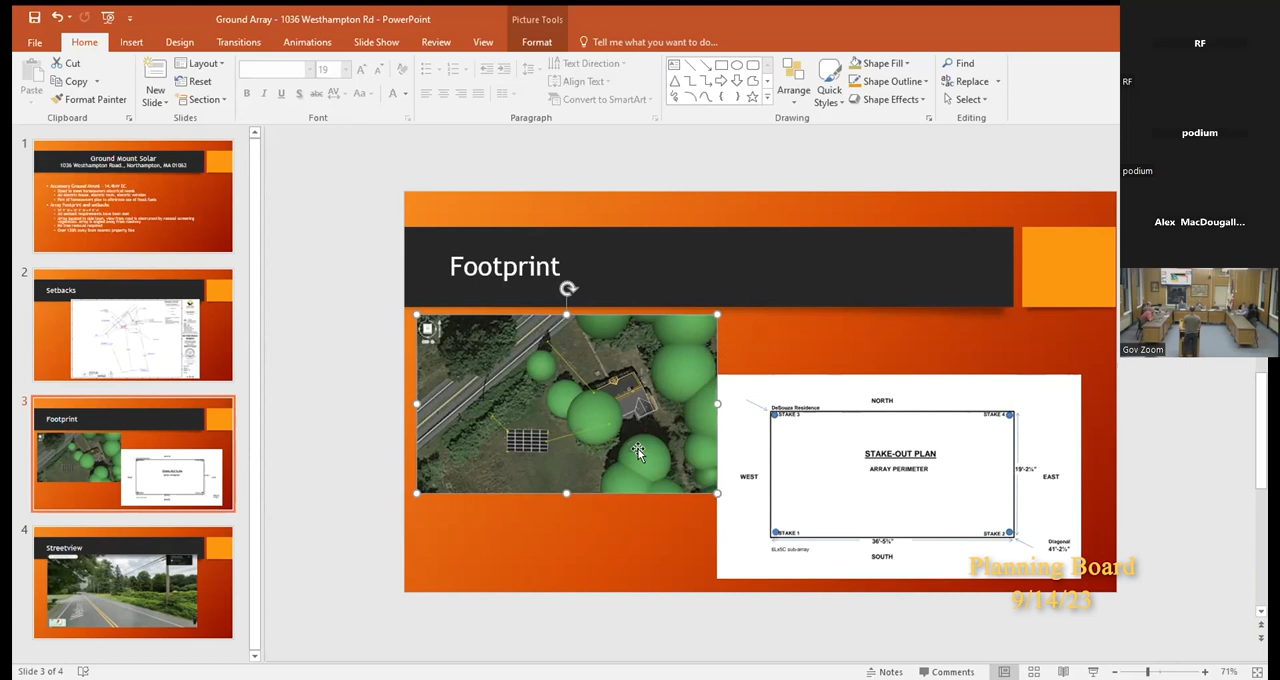 Ground Array - 1036 Westhampton Rd - PowerPoint
Picture Tools
File
Home
Insert
Design
Transitions
Animations
Slide Show
Review
View
Format
Tell me what you want to do...
Paste
Cut
Copy
Format Painter
Clipboard
New
Slide
Layout
Reset
Section
Slides
19
Font
Text Direction
Align Text
Convert to SmartArt
Paragraph
Arrange
Quick
Styles
Shape Fill
Shape Outline
Shape Effects
Drawing
Find
Replace
Select
Editing
RF
RF
podium
podium
Alex MacDougall...
Gov Zoom
1
Ground Mount Solar
1036 Westhampton Road., Northampton, MA 01062
2
Setbacks
3
Footprint
4
Streetview
Footprint
DeSouza Residence
NORTH
STAKE 3
STAKE 4
STAKE-OUT PLAN
ARRAY PERIMETER
WEST
19'-2½"
EAST
STAKE 1
STAKE 2
36'-5¾"
SOUTH
Diagonal
41'-2½"
Planning Board
9/14/23
Slide 3 of 4
Notes
Comments
71%